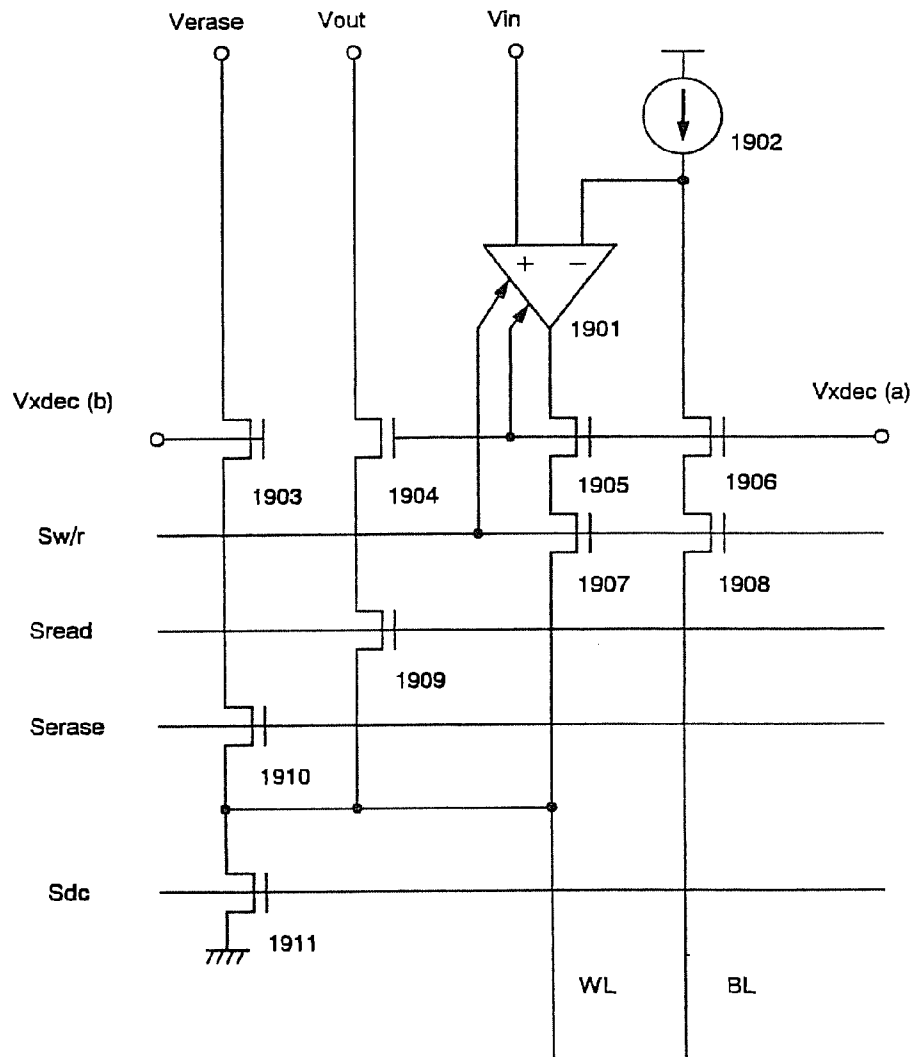 Verase Vout Vin
1902
+ −
1901
Vxdec (b) Vxdec (a)
1903 1904 1905 1906
Sw/r
1907 1908
Sread
1909
Serase
1910
Sdc
1911
WL BL